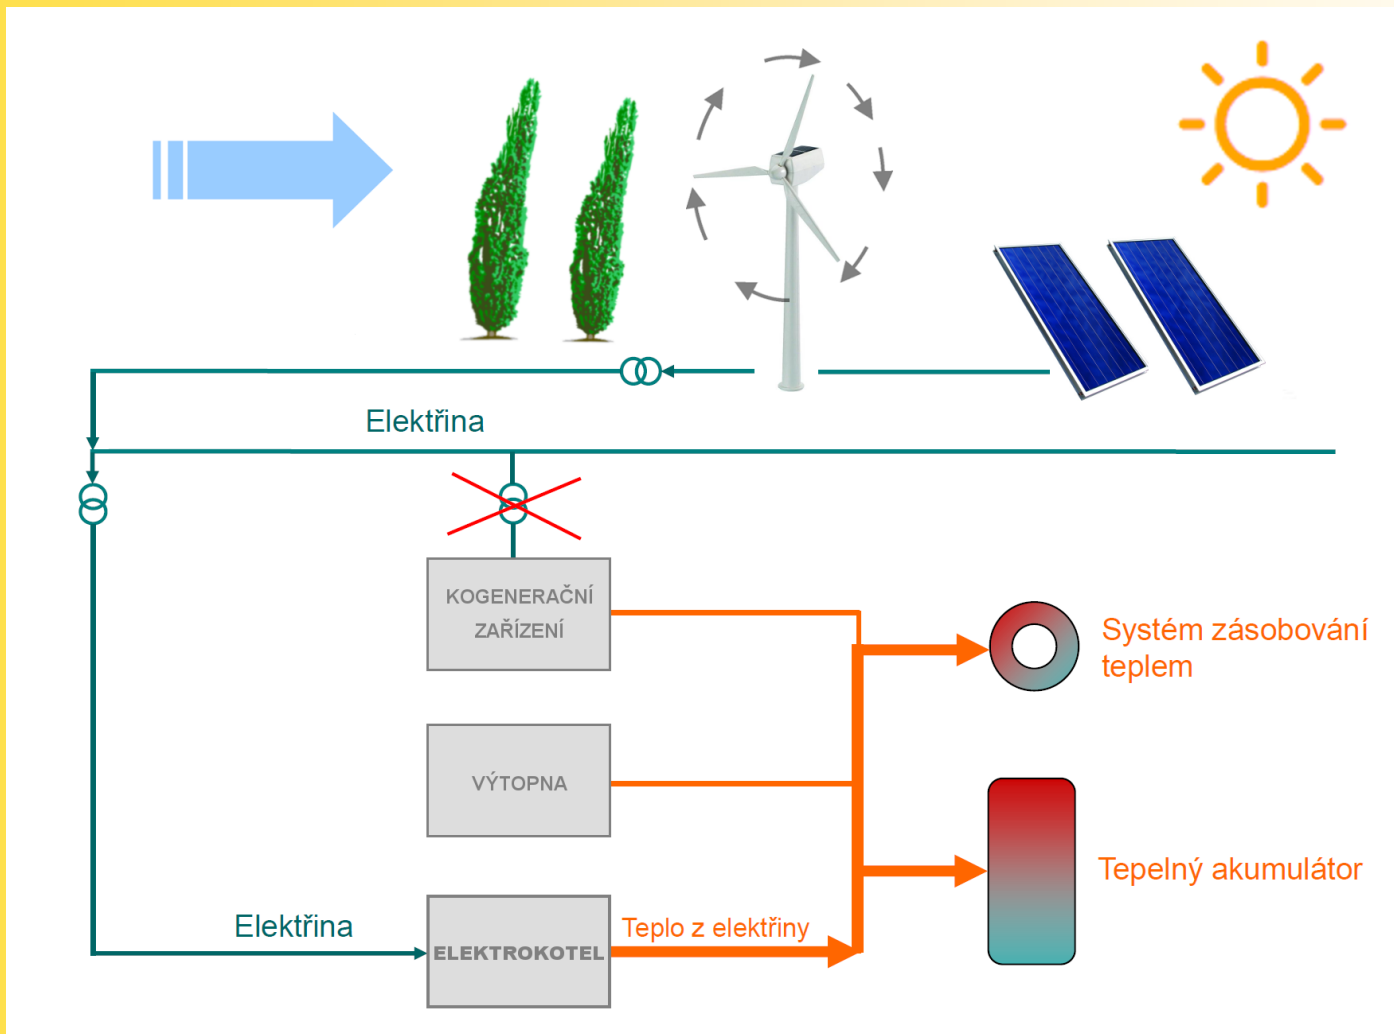 Elektřina
KOGENERAČNÍ
ZAŘÍZENÍ
Systém zásobování
teplem
VÝTOPNA
Tepelný akumulátor
Elektřina
Teplo z elektřiny
ELEKTROKOTEL